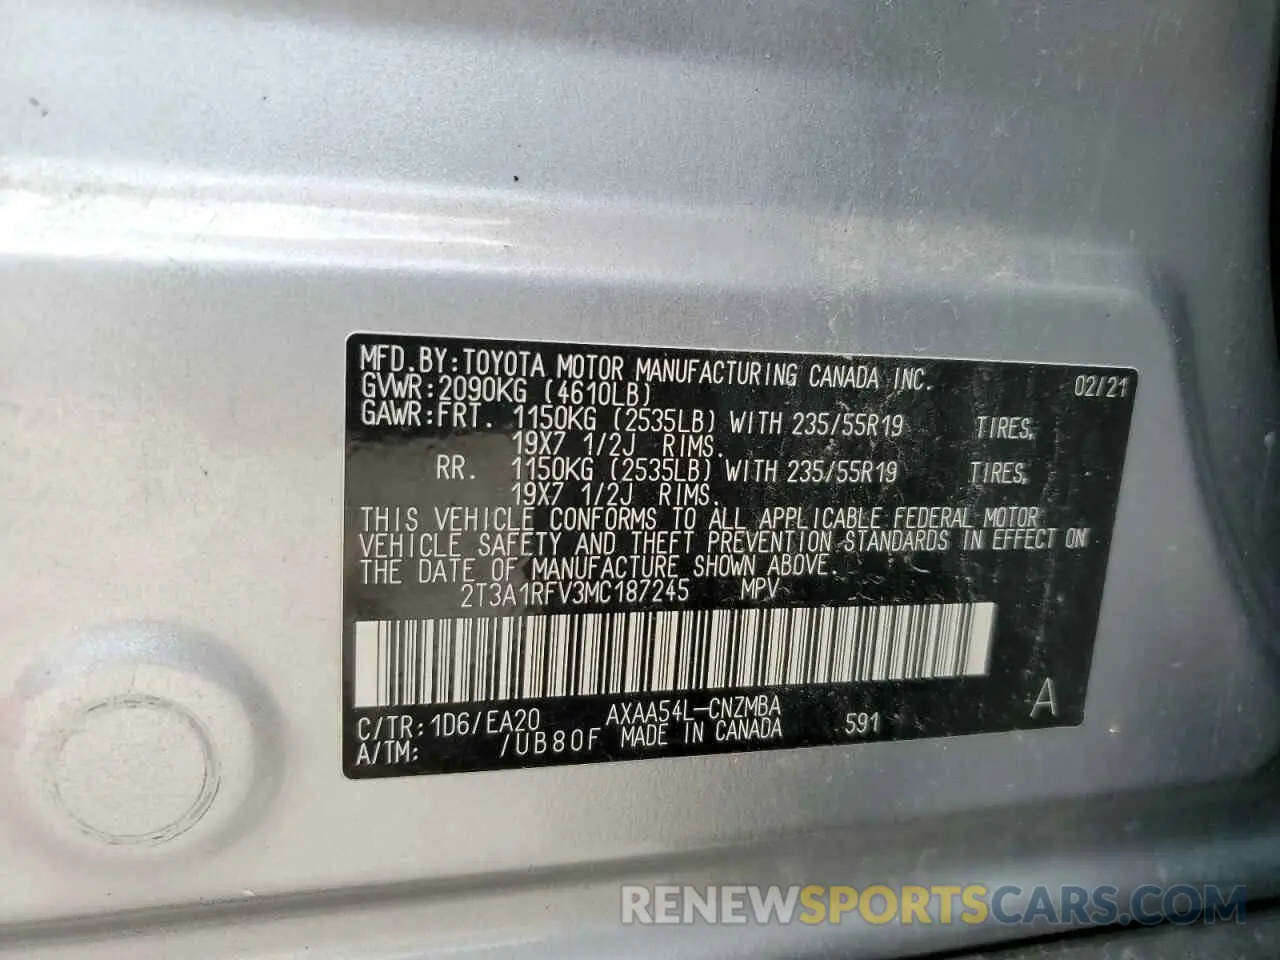 MFD.BY:TOYOTA MOTOR MANUFACTURING CANADA INC. 02/21
GVWR:2090KG (4610LB)
GAWR:FRT. 1150KG (2535LB) WITH 235/55R19 TIRES,
19X7 1/2J RIMS.
RR. 1150KG (2535LB) WITH 235/55R19 TIRES,
19X7 1/2J RIMS.
THIS VEHICLE CONFORMS TO ALL APPLICABLE FEDERAL MOTOR
VEHICLE SAFETY AND THEFT PREVENTION STANDARDS IN EFFECT ON
THE DATE OF MANUFACTURE SHOWN ABOVE.
2T3A1RFV3MC187245 MPV
A
C/TR:1D6/EA20 AXAA54L-CNZMBA 591
A/TM: /UB80F MADE IN CANADA
RENEWSPORTSCARS.COM